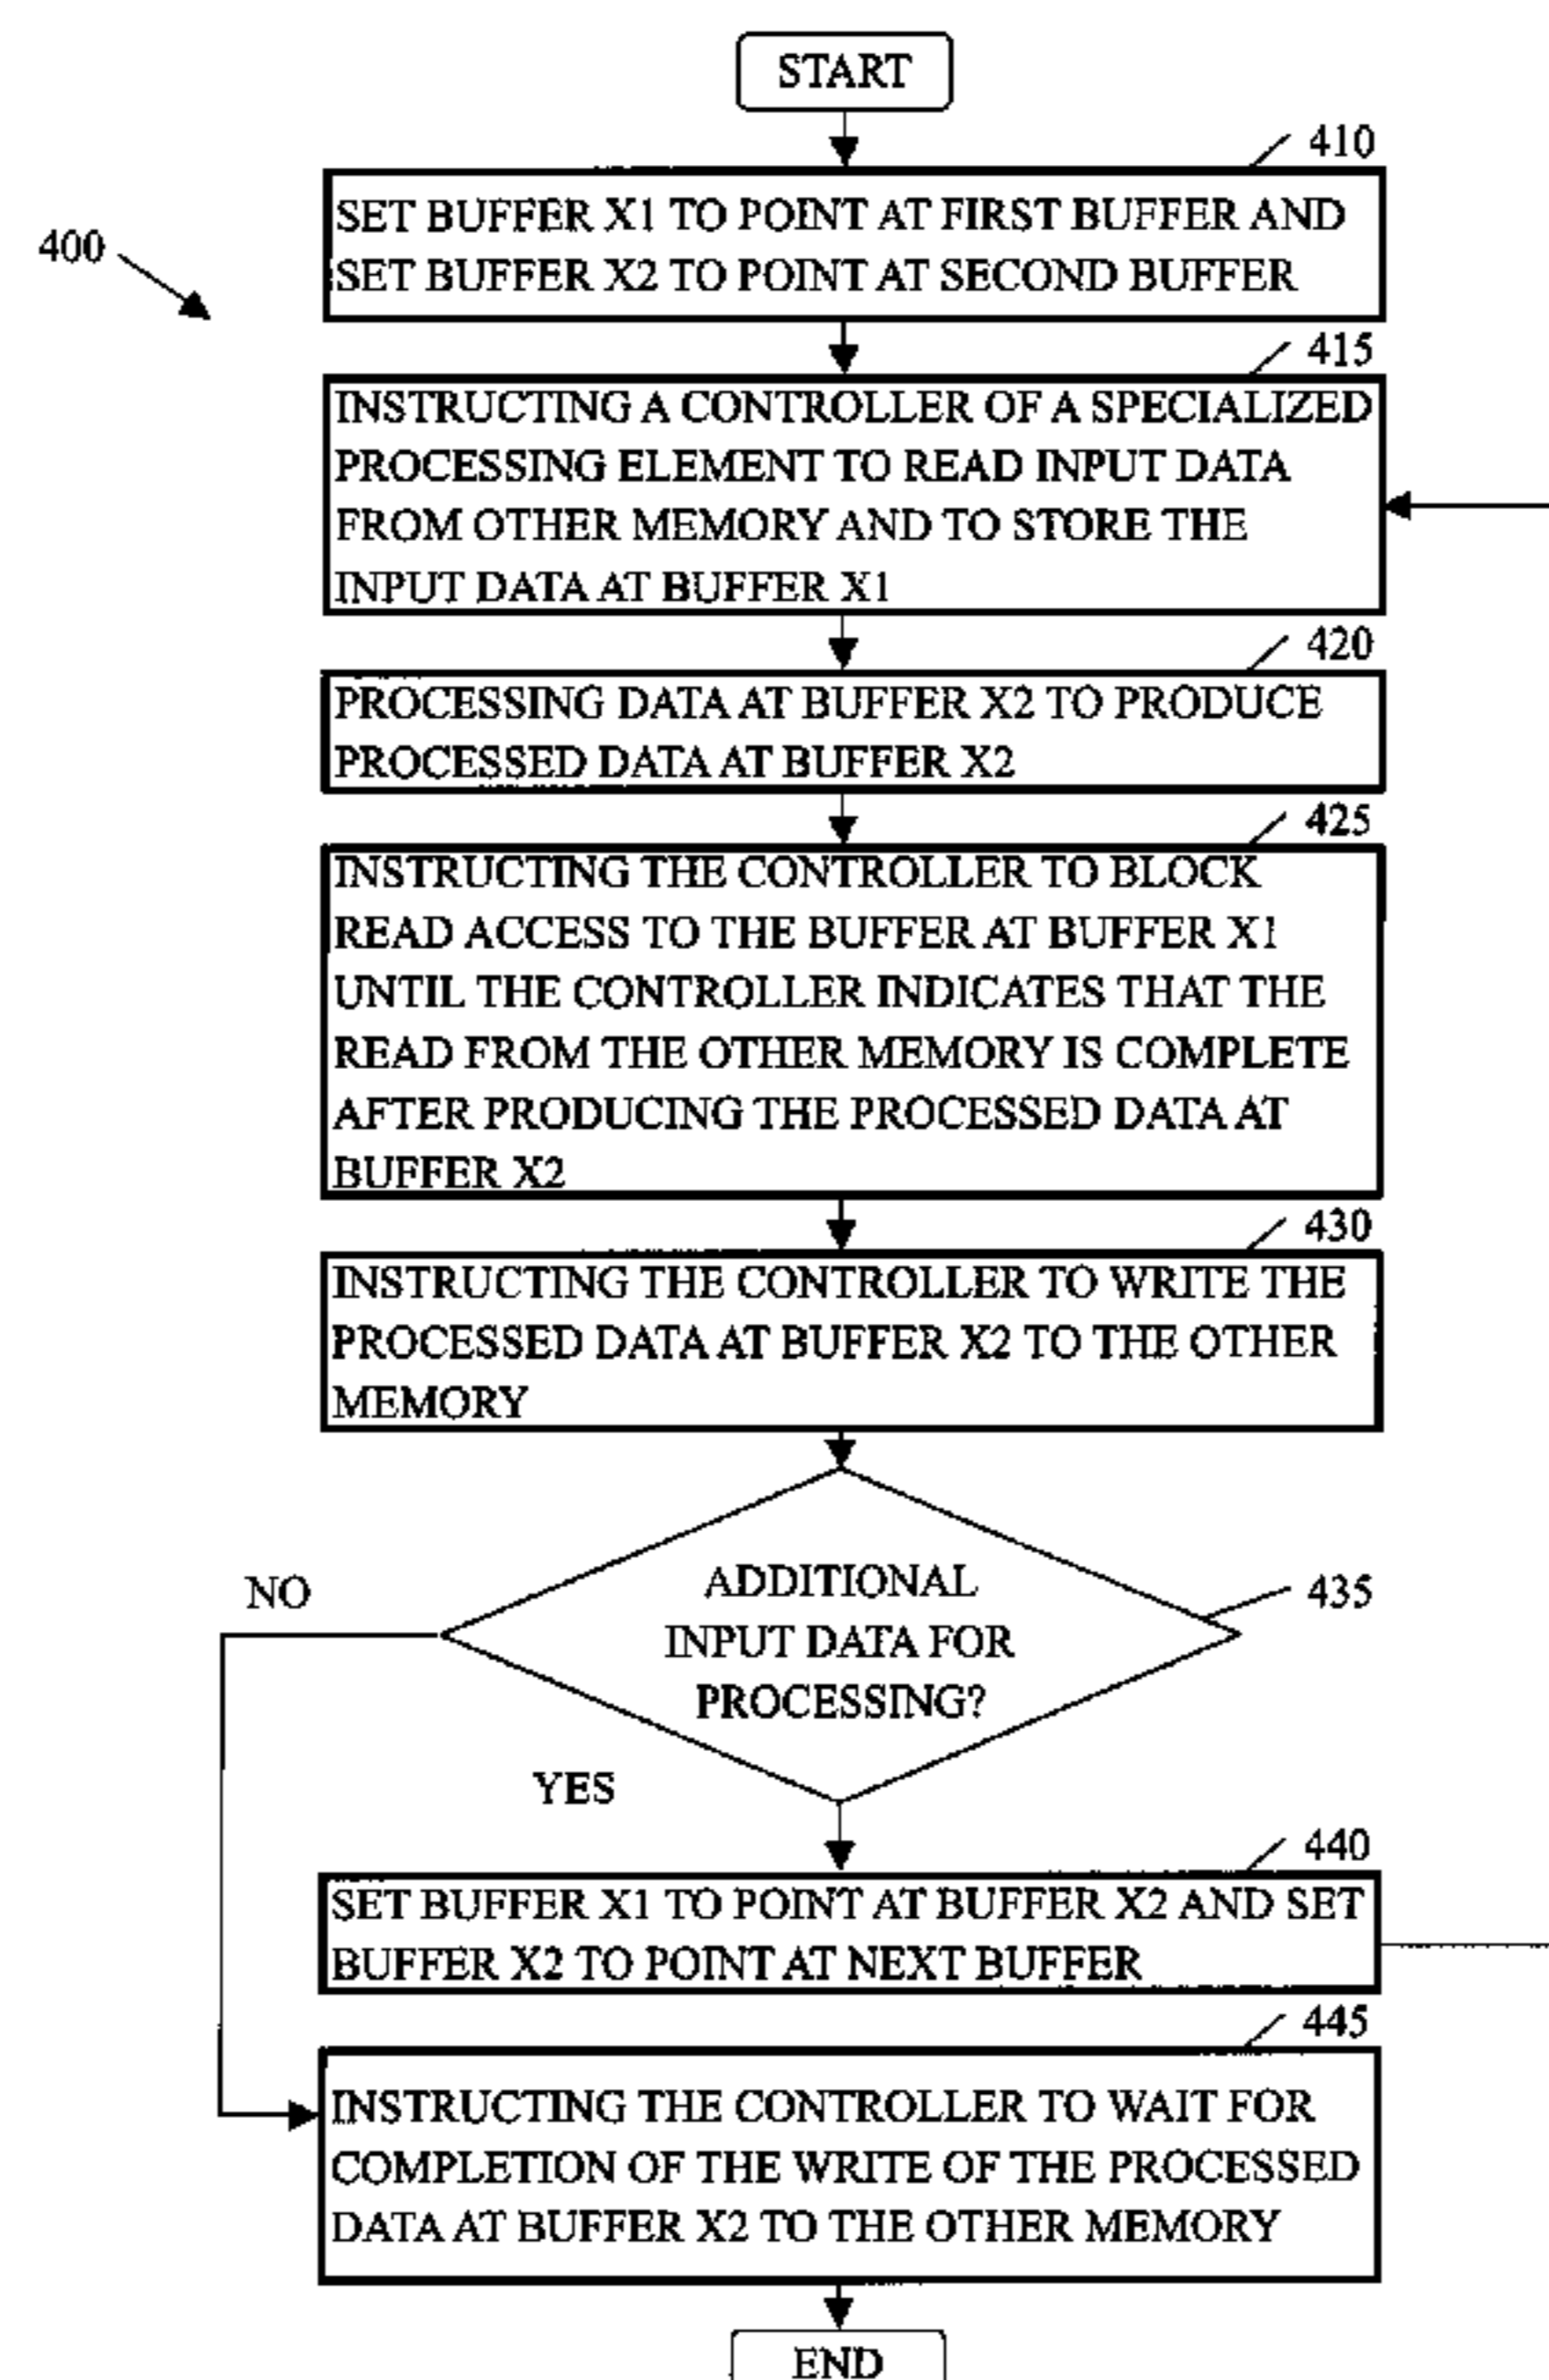 START
410
SET BUFFER X1 TO POINT AT FIRST BUFFER AND
SET BUFFER X2 TO POINT AT SECOND BUFFER
400
415
INSTRUCTING A CONTROLLER OF A SPECIALIZED
PROCESSING ELEMENT TO READ INPUT DATA
FROM OTHER MEMORY AND TO STORE THE
INPUT DATA AT BUFFER X1
420
PROCESSING DATA AT BUFFER X2 TO PRODUCE
PROCESSED DATA AT BUFFER X2
425
INSTRUCTING THE CONTROLLER TO BLOCK
READ ACCESS TO THE BUFFER AT BUFFER X1
UNTIL THE CONTROLLER INDICATES THAT THE
READ FROM THE OTHER MEMORY IS COMPLETE
AFTER PRODUCING THE PROCESSED DATA AT
BUFFER X2
430
INSTRUCTING THE CONTROLLER TO WRITE THE
PROCESSED DATA AT BUFFER X2 TO THE OTHER
MEMORY
NO
ADDITIONAL
INPUT DATA FOR
PROCESSING?
435
YES
440
SET BUFFER X1 TO POINT AT BUFFER X2 AND SET
BUFFER X2 TO POINT AT NEXT BUFFER
445
INSTRUCTING THE CONTROLLER TO WAIT FOR
COMPLETION OF THE WRITE OF THE PROCESSED
DATA AT BUFFER X2 TO THE OTHER MEMORY
END